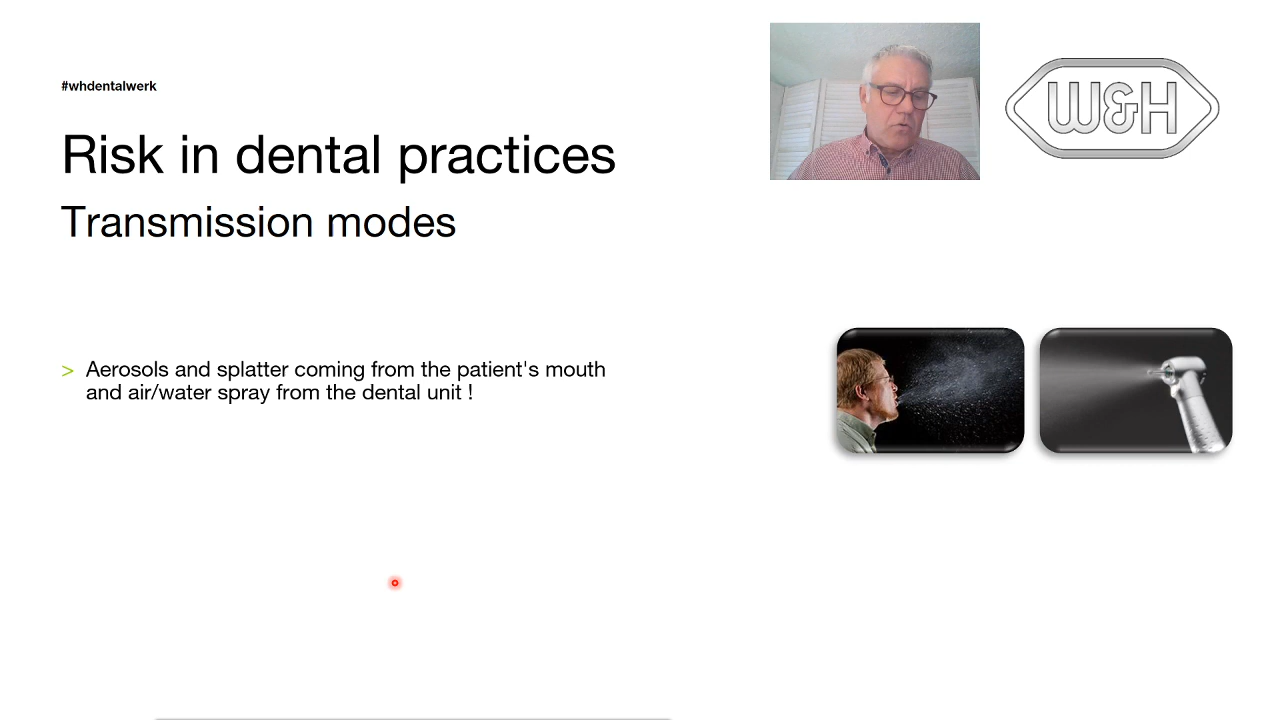 #whdentalwerk
W&H
Risk in dental practices
Transmission modes
> Aerosols and splatter coming from the patient's mouth
and air/water spray from the dental unit !